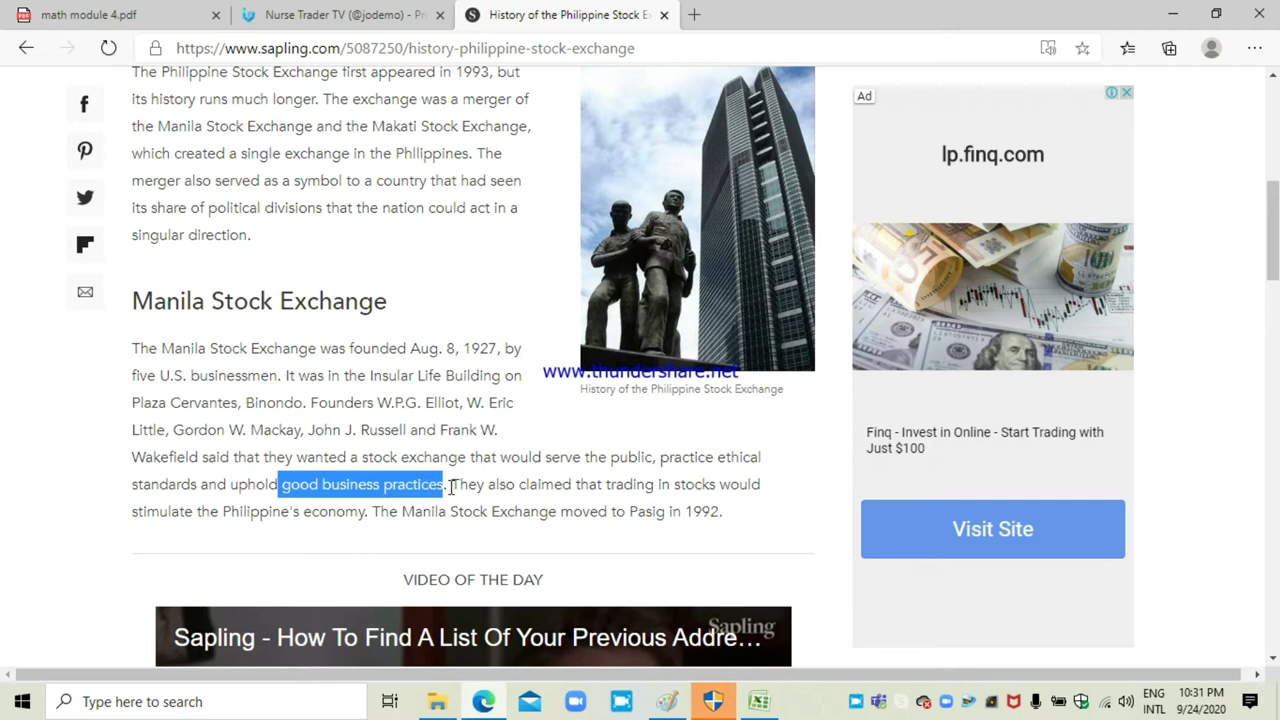 math module 4.pdf
Nurse Trader TV (@jodemo) - Pr
History of the Philippine Stock Ex
https://www.sapling.com/5087250/history-philippine-stock-exchange
The Philippine Stock Exchange first appeared in 1993, but
its history runs much longer. The exchange was a merger of
the Manila Stock Exchange and the Makati Stock Exchange,
which created a single exchange in the Phillipines. The
merger also served as a symbol to a country that had seen
its share of political divisions that the nation could act in a
singular direction.
Manila Stock Exchange
The Manila Stock Exchange was founded Aug. 8, 1927, by
five U.S. businessmen. It was in the Insular Life Building on
Plaza Cervantes, Binondo. Founders W.P.G. Elliot, W. Eric
Little, Gordon W. Mackay, John J. Russell and Frank W.
Wakefield said that they wanted a stock exchange that would serve the public, practice ethical
standards and uphold good business practices. They also claimed that trading in stocks would
stimulate the Philippine's economy. The Manila Stock Exchange moved to Pasig in 1992.
www.thundershare.net
History of the Philippine Stock Exchange
VIDEO OF THE DAY
Sapling - How To Find A List Of Your Previous Addre...
Sapling
Ad
lp.finq.com
Finq - Invest in Online - Start Trading with
Just $100
Visit Site
Type here to search
ENG
INTL
10:31 PM
9/24/2020